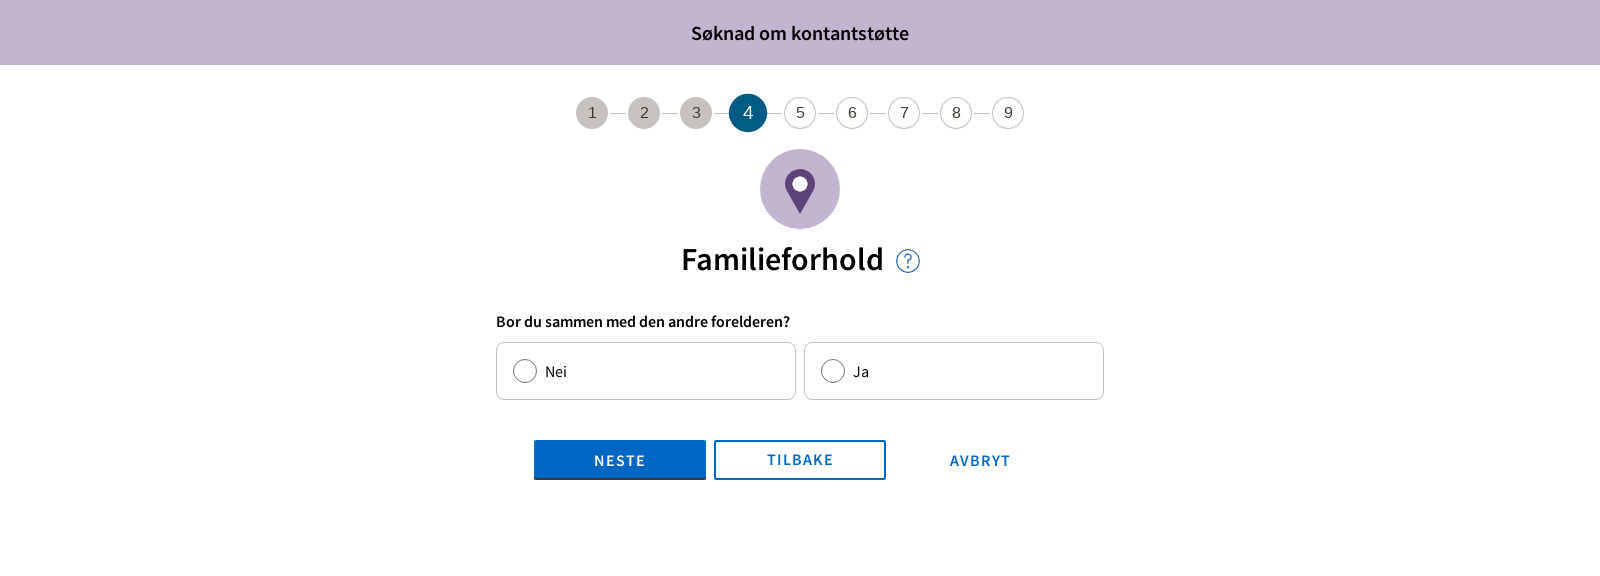 Søknad om kontantstøtte
1 2 3 4 5 6 7 8 9
Familieforhold ?
Bor du sammen med den andre forelderen?
Nei Ja
NESTE TILBAKE AVBRYT